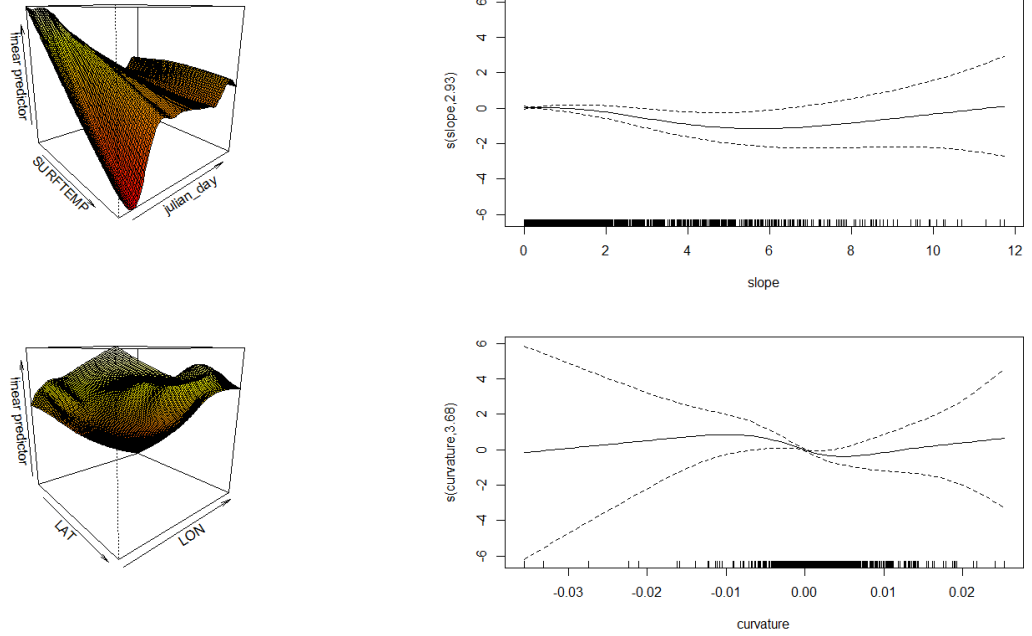 linear predictor
SURFTEMP
julian_day
s(slope,2.93)
6
4
2
0
-2
-4
-6
0 2 4 6 8 10 12
slope
linear predictor
LAT
LON
s(curvature,3.68)
6
4
2
0
-2
-4
-6
-0.03 -0.02 -0.01 0.00 0.01 0.02
curvature